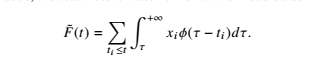 F̃(t) = ∑_{t_i ≤ t} ∫_τ^{+∞} x_i ϕ(τ − t_i)dτ.